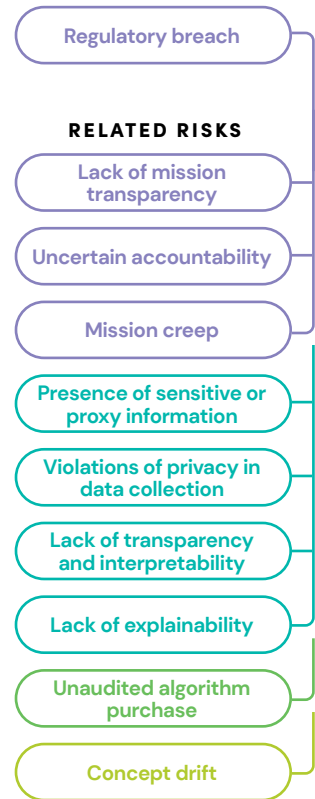 Regulatory breach
RELATED RISKS
Lack of mission
transparency
Uncertain accountability
Mission creep
Presence of sensitive or
proxy information
Violations of privacy in
data collection
Lack of transparency
and interpretability
Lack of explainability
Unaudited algorithm
purchase
Concept drift